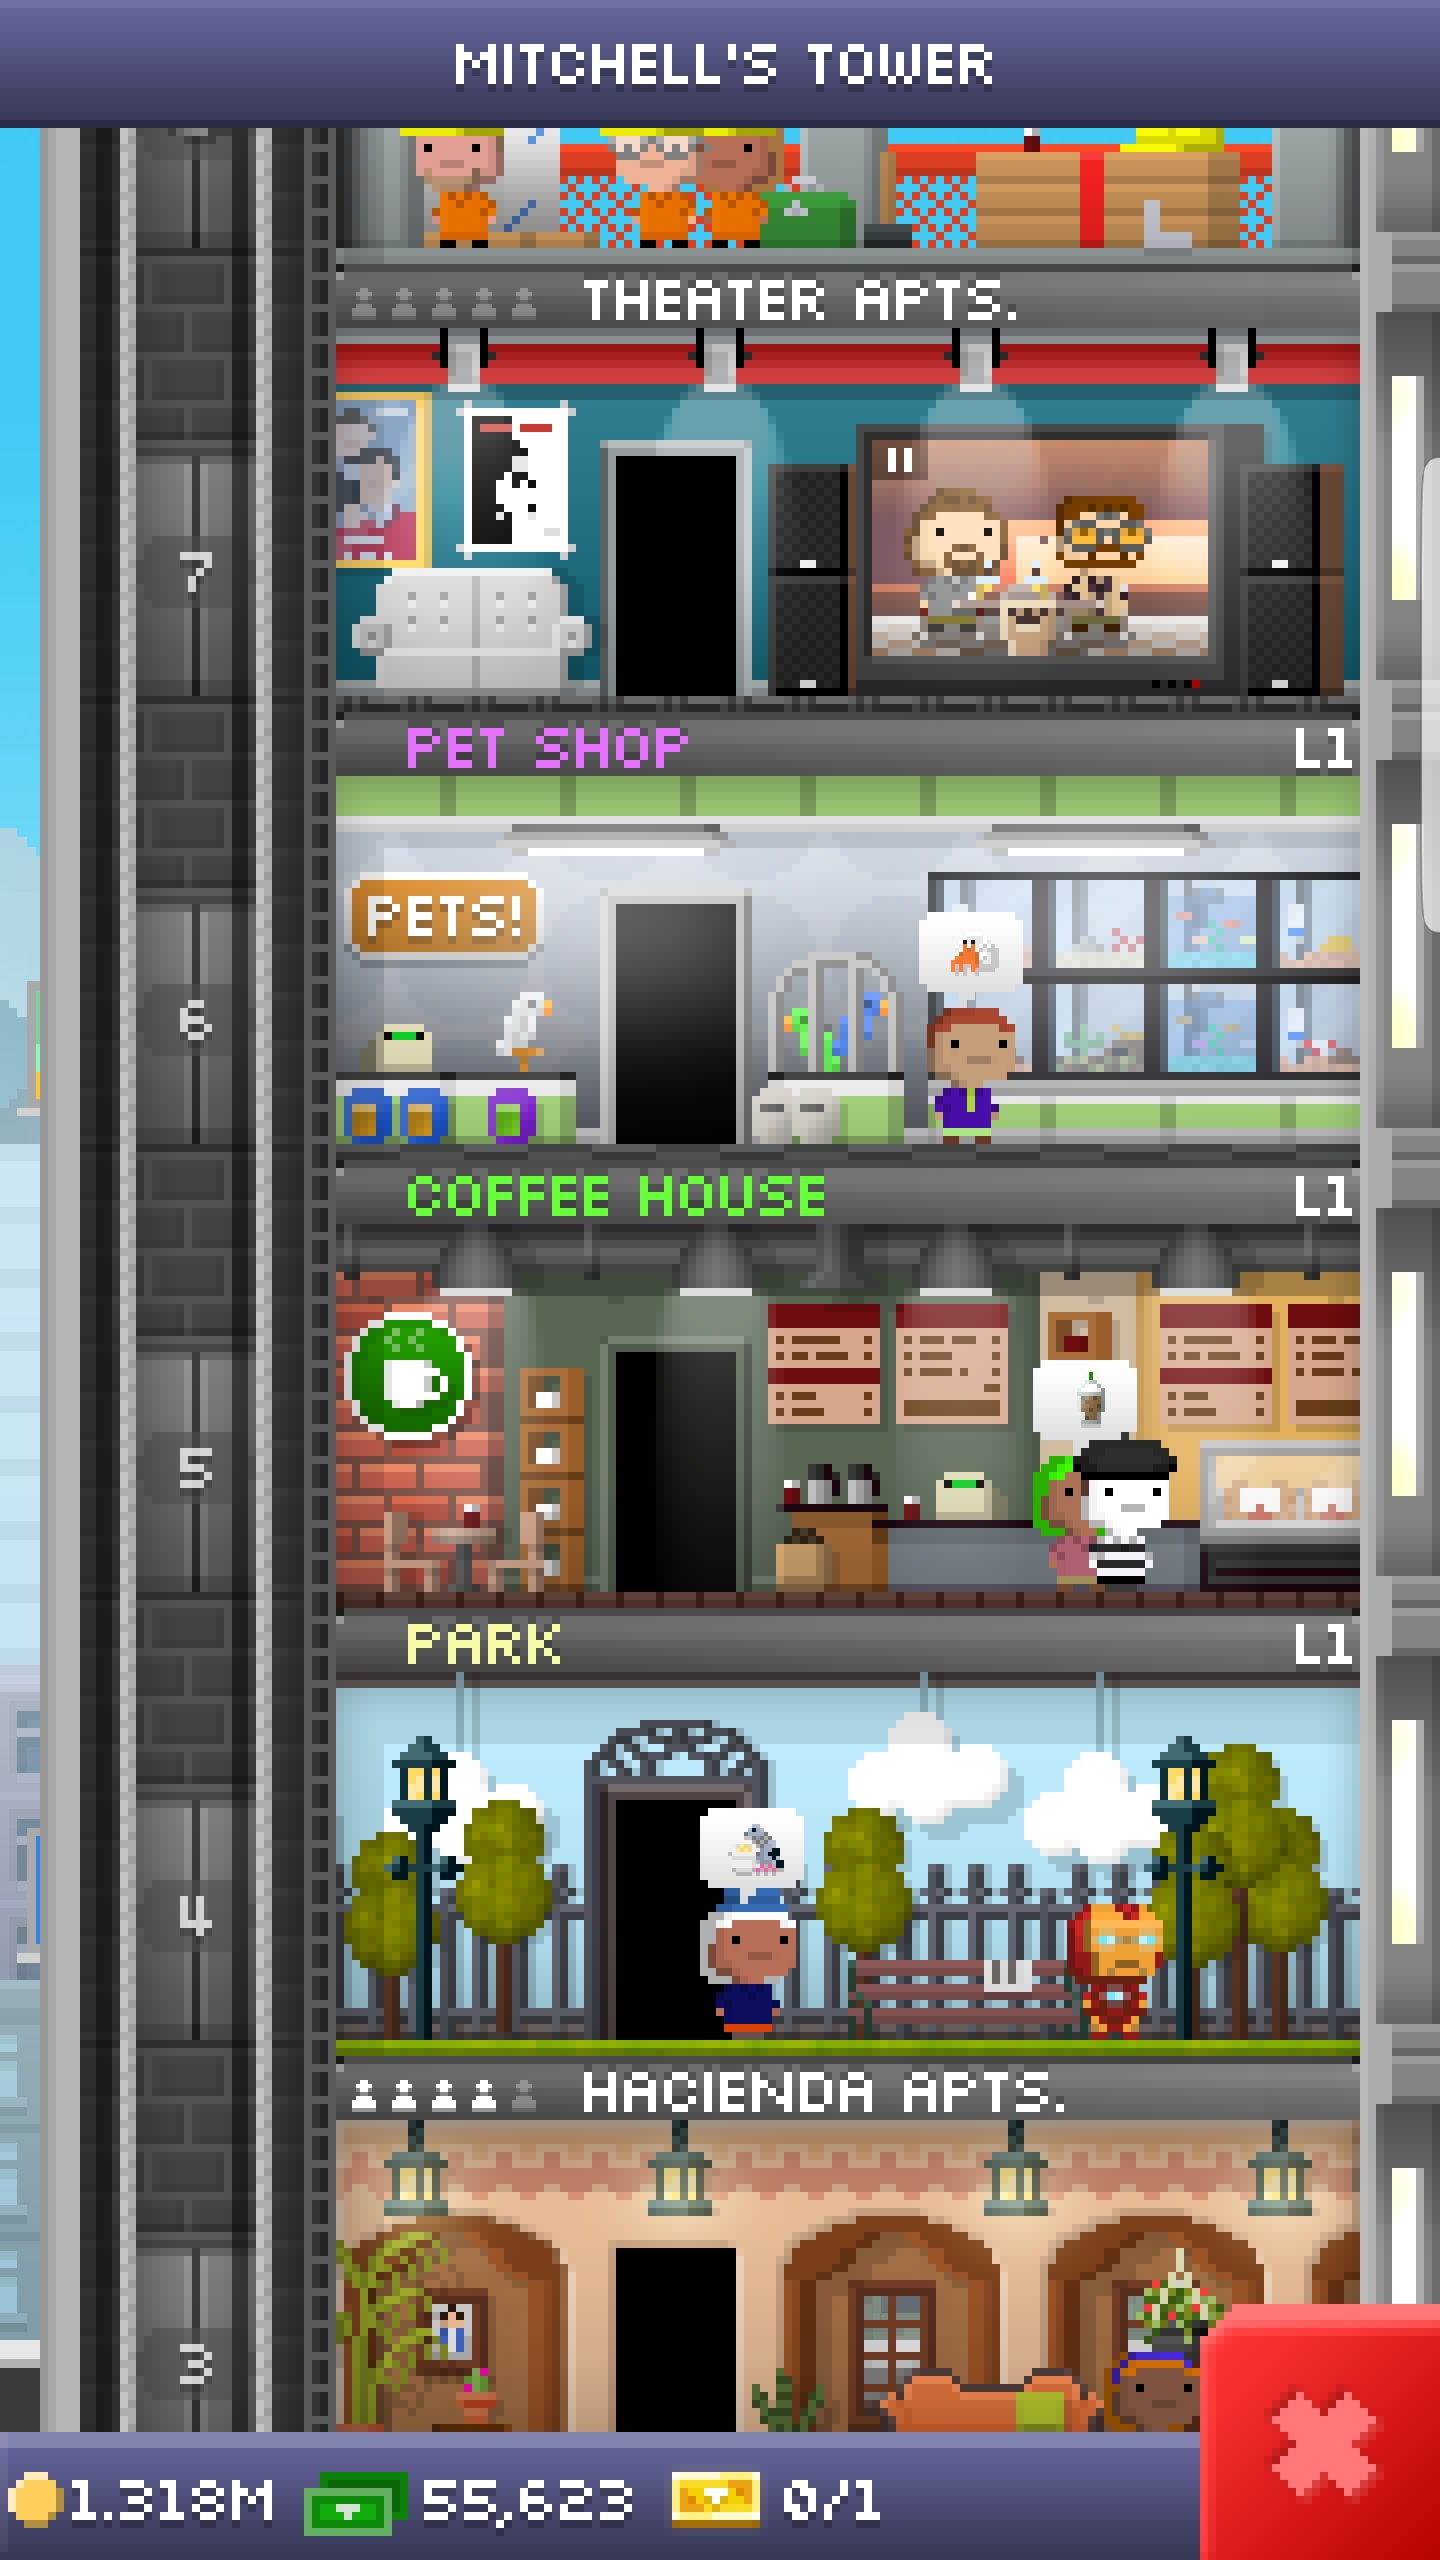 MITCHELL'S TOWER
THEATER APTS.
7
PET SHOP L1
PETS!
6
COFFEE HOUSE L1
5
PARK L1
4
HACIENDA APTS.
3
1.318M 55,623 0/1